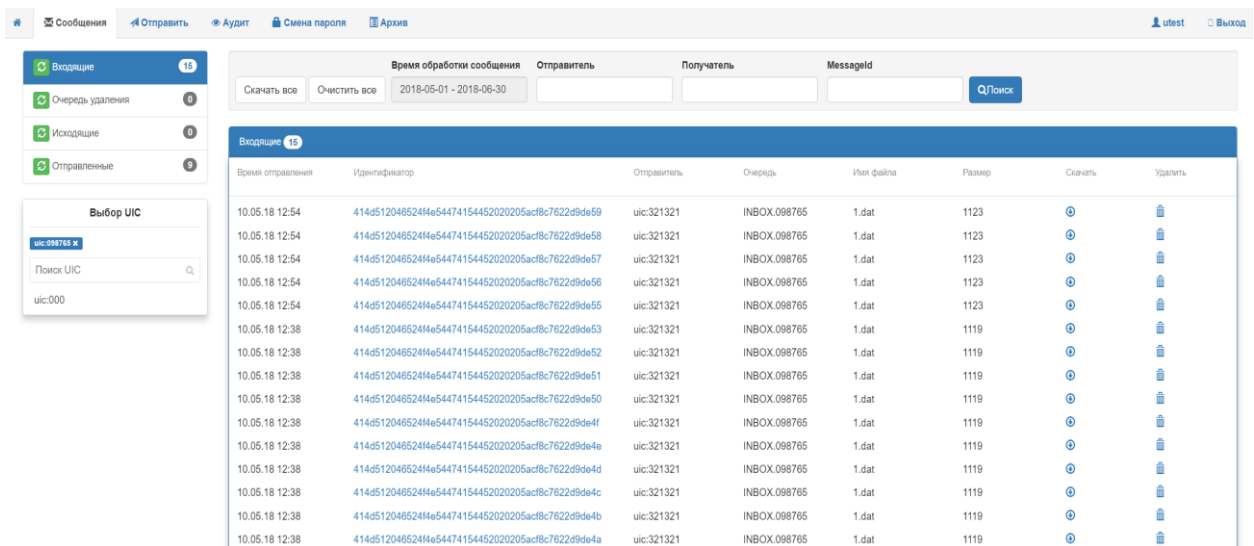 Сообщения Отправить Аудит Смена пароля Архив utest Выход
Входящие 15
Очередь удаления 0
Исходящие 0
Отправленные 9
Выбор UIC
uic:098765 x
Поиск UIC
uic:000
Время обработки сообщения Отправитель Получатель MessageId
Скачать все Очистить все 2018-05-01 - 2018-06-30 Поиск
Входящие 15
Время отправления Идентификатор Отправитель Очередь Имя файла Размер Скачать Удалить
10.05.18 12:54 414d512046524f4e54474154452020205acf8c7622d9de59 uic:321321 INBOX.098765 1.dat 1123
10.05.18 12:54 414d512046524f4e54474154452020205acf8c7622d9de58 uic:321321 INBOX.098765 1.dat 1123
10.05.18 12:54 414d512046524f4e54474154452020205acf8c7622d9de57 uic:321321 INBOX.098765 1.dat 1123
10.05.18 12:54 414d512046524f4e54474154452020205acf8c7622d9de56 uic:321321 INBOX.098765 1.dat 1123
10.05.18 12:54 414d512046524f4e54474154452020205acf8c7622d9de55 uic:321321 INBOX.098765 1.dat 1123
10.05.18 12:38 414d512046524f4e54474154452020205acf8c7622d9de53 uic:321321 INBOX.098765 1.dat 1119
10.05.18 12:38 414d512046524f4e54474154452020205acf8c7622d9de52 uic:321321 INBOX.098765 1.dat 1119
10.05.18 12:38 414d512046524f4e54474154452020205acf8c7622d9de51 uic:321321 INBOX.098765 1.dat 1119
10.05.18 12:38 414d512046524f4e54474154452020205acf8c7622d9de50 uic:321321 INBOX.098765 1.dat 1119
10.05.18 12:38 414d512046524f4e54474154452020205acf8c7622d9de4f uic:321321 INBOX.098765 1.dat 1119
10.05.18 12:38 414d512046524f4e54474154452020205acf8c7622d9de4e uic:321321 INBOX.098765 1.dat 1119
10.05.18 12:38 414d512046524f4e54474154452020205acf8c7622d9de4d uic:321321 INBOX.098765 1.dat 1119
10.05.18 12:38 414d512046524f4e54474154452020205acf8c7622d9de4c uic:321321 INBOX.098765 1.dat 1119
10.05.18 12:38 414d512046524f4e54474154452020205acf8c7622d9de4b uic:321321 INBOX.098765 1.dat 1119
10.05.18 12:38 414d512046524f4e54474154452020205acf8c7622d9de4a uic:321321 INBOX.098765 1.dat 1119